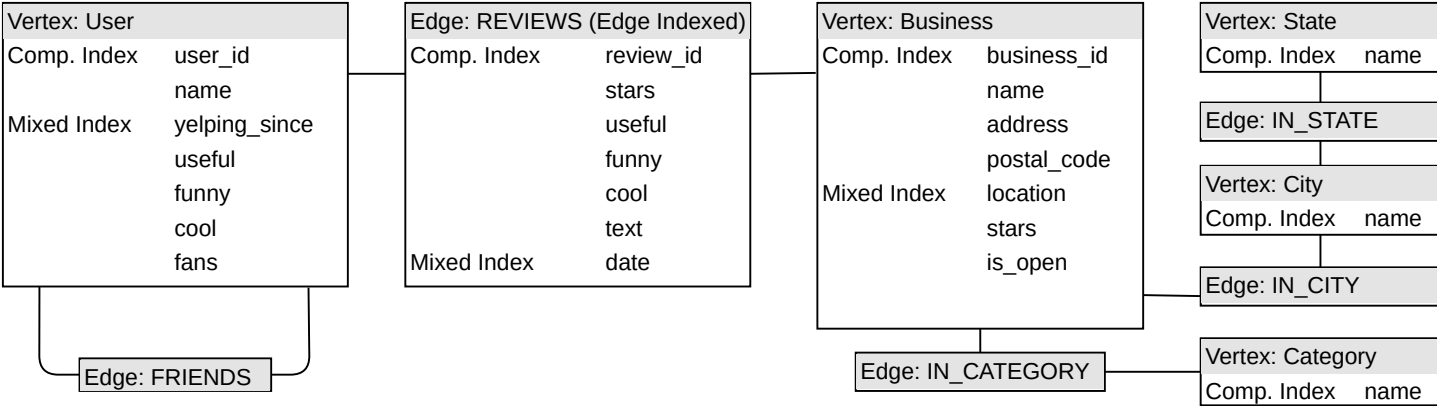 Vertex: User
Comp. Index user_id
name
Mixed Index yelping_since
useful
funny
cool
fans
Edge: FRIENDS
Edge: REVIEWS (Edge Indexed)
Comp. Index review_id
stars
useful
funny
cool
text
Mixed Index date
Vertex: Business
Comp. Index business_id
name
address
postal_code
Mixed Index location
stars
is_open
Edge: IN_CATEGORY
Vertex: State
Comp. Index name
Edge: IN_STATE
Vertex: City
Comp. Index name
Edge: IN_CITY
Vertex: Category
Comp. Index name